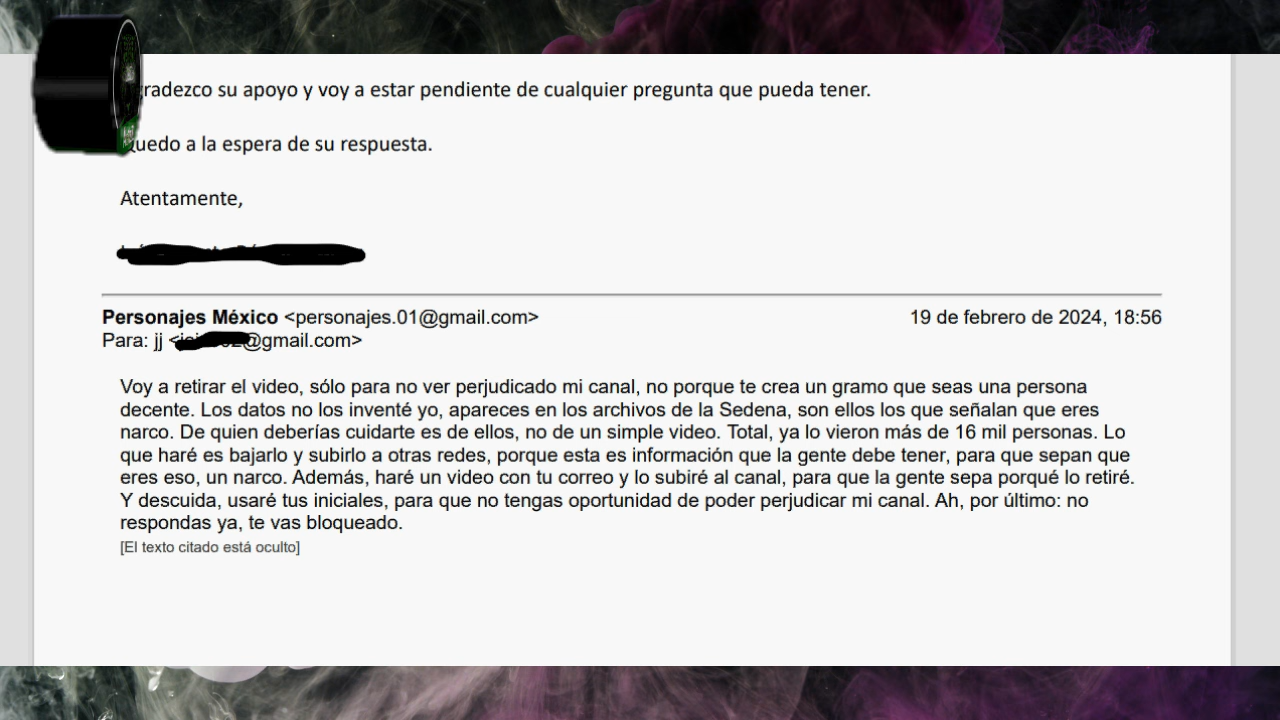 gradezco su apoyo y voy a estar pendiente de cualquier pregunta que pueda tener.
Quedo a la espera de su respuesta.
Atentamente,
Personajes México <personajes.01@gmail.com>
19 de febrero de 2024, 18:56
Para: jj < @gmail.com>
Voy a retirar el video, sólo para no ver perjudicado mi canal, no porque te crea un gramo que seas una persona
decente. Los datos no los inventé yo, apareces en los archivos de la Sedena, son ellos los que señalan que eres
narco. De quien deberías cuidarte es de ellos, no de un simple video. Total, ya lo vieron más de 16 mil personas. Lo
que haré es bajarlo y subirlo a otras redes, porque esta es información que la gente debe tener, para que sepan que
eres eso, un narco. Además, haré un video con tu correo y lo subiré al canal, para que la gente sepa porqué lo retiré.
Y descuida, usaré tus iniciales, para que no tengas oportunidad de poder perjudicar mi canal. Ah, por último: no
respondas ya, te vas bloqueado.
[El texto citado está oculto]